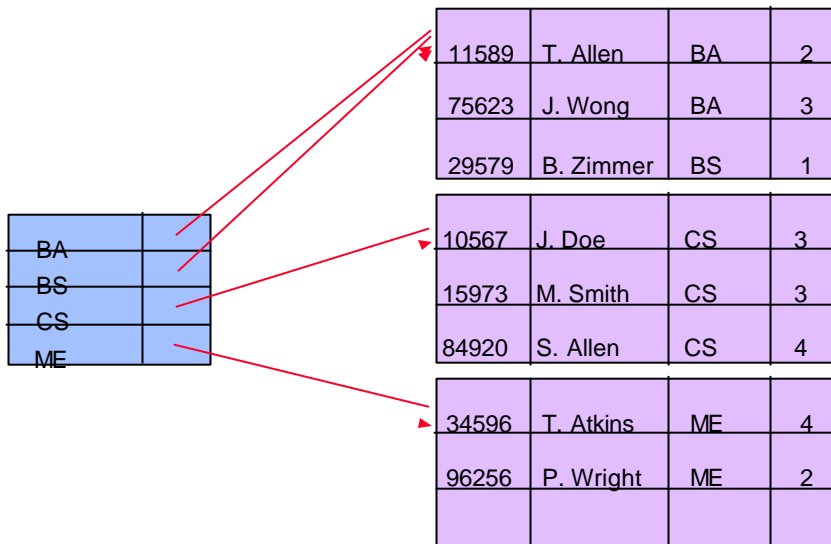 11589 T. Allen BA 2
75623 J. Wong BA 3
29579 B. Zimmer BS 1
BA
BS
CS
ME
10567 J. Doe CS 3
15973 M. Smith CS 3
84920 S. Allen CS 4
34596 T. Atkins ME 4
96256 P. Wright ME 2